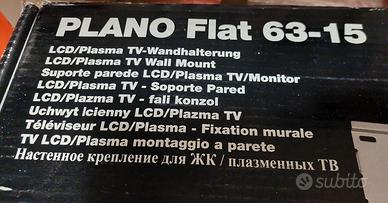 PLANO Flat 63-15
LCD/Plasma TV-Wandhalterung
LCD/Plasma TV Wall Mount
Suporte parede LCD/Plasma TV/Monitor
LCD/Plasma TV - Soporte Pared
LCD/Plazma TV - fali konzol
Uchwyt icienny LCD/Plazma TV
Téléviseur LCD/Plasma - Fixation murale
TV LCD/Plasma montaggio a parete
Настенное крепление для ЖК / плазменных ТВ
subito